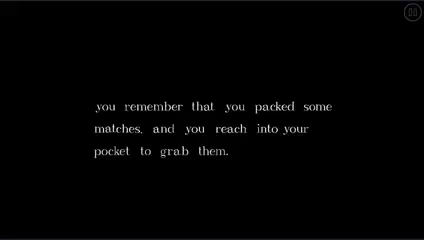 you remember that you packed some
matches, and you reach into your
pocket to grab them.